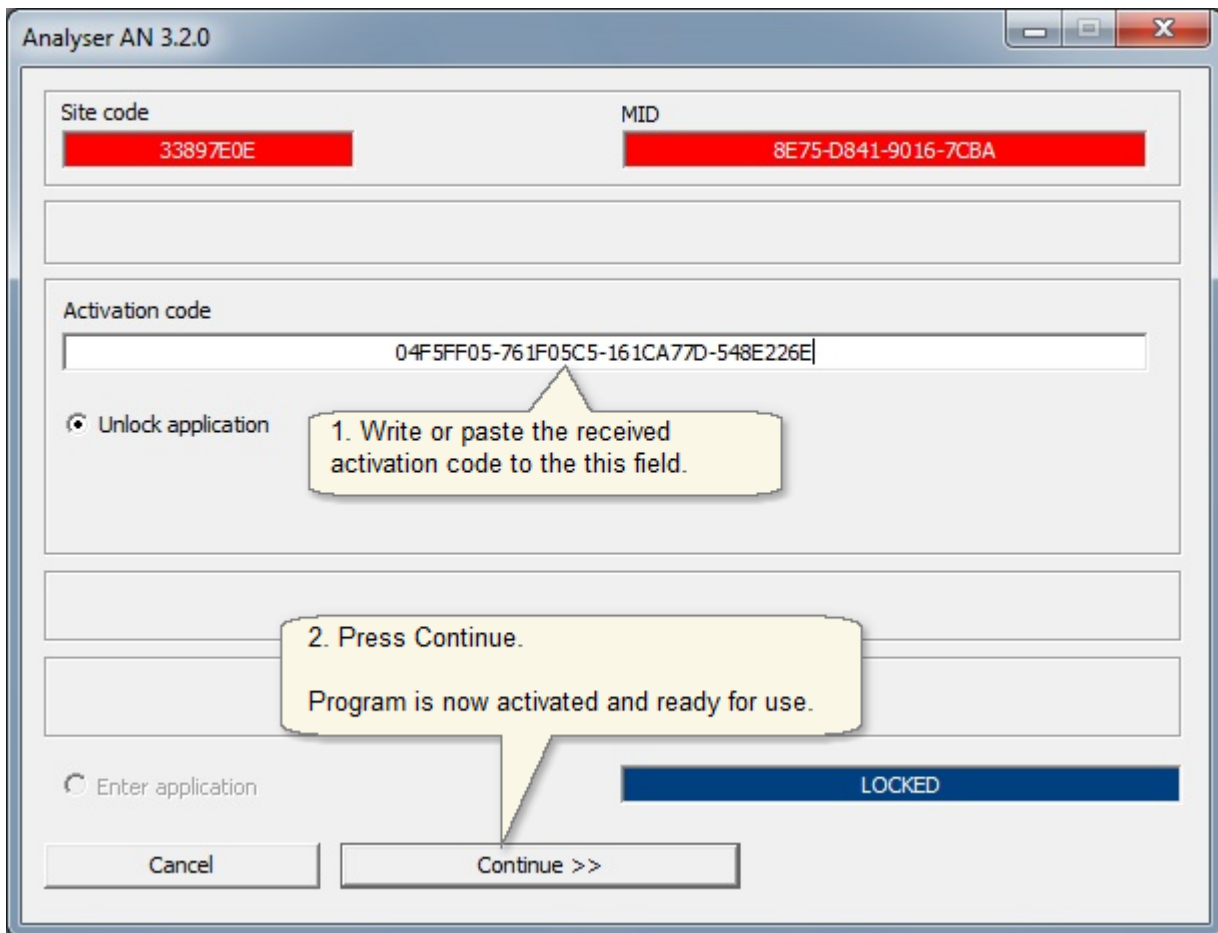 Analyser AN 3.2.0
Site code
MID
33897E0E
8E75-D841-9016-7CBA
Activation code
04F5FF05-761F05C5-161CA77D-548E226E
Unlock application
1. Write or paste the received
activation code to the this field.
2. Press Continue.
Program is now activated and ready for use.
Enter application
LOCKED
Cancel
Continue >>